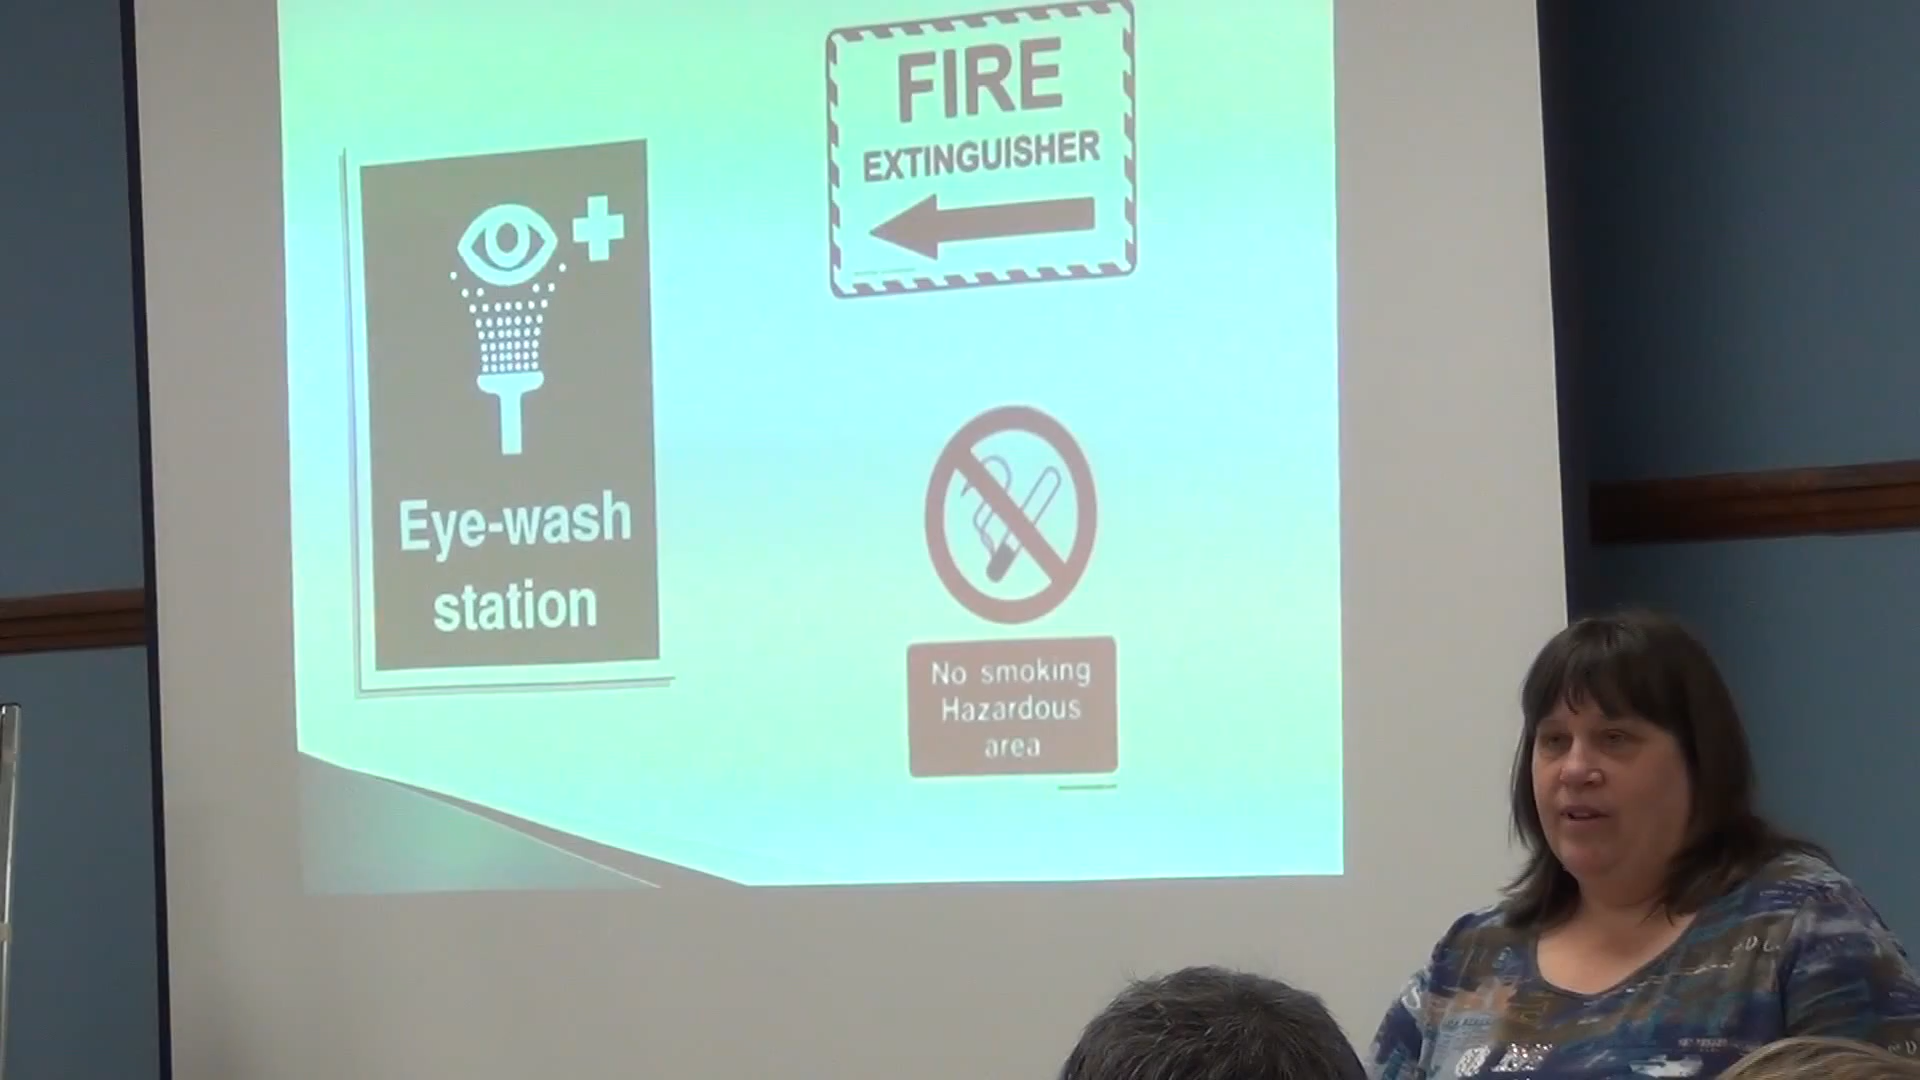 FIRE
EXTINGUISHER
Eye-wash
station
No smoking
Hazardous
area